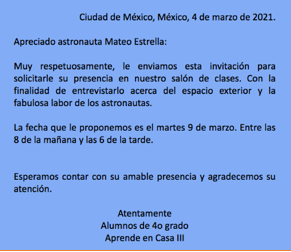 Ciudad de México, México, 4 de marzo de 2021.
Apreciado astronauta Mateo Estrella:
Muy respetuosamente, le enviamos esta invitación para
solicitarle su presencia en nuestro salón de clases. Con la
finalidad de entrevistarlo acerca del espacio exterior y la
fabulosa labor de los astronautas.
La fecha que le proponemos es el martes 9 de marzo. Entre las
8 de la mañana y las 6 de la tarde.
Esperamos contar con su amable presencia y agradecemos su
atención.
Atentamente
Alumnos de 4o grado
Aprende en Casa III